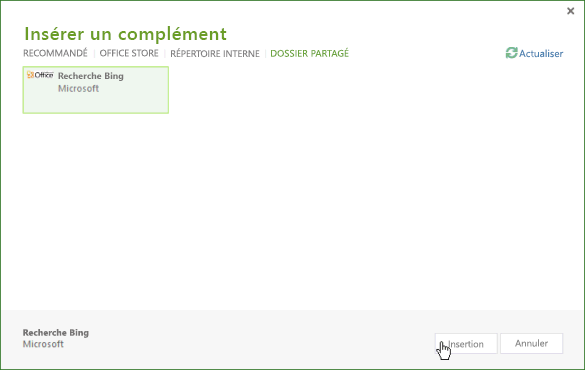 Insérer un complément
RECOMMANDÉ | OFFICE STORE | RÉPERTOIRE INTERNE | DOSSIER PARTAGÉ
Actualiser
Office Recherche Bing
Microsoft
Recherche Bing
Microsoft
Insertion Annuler